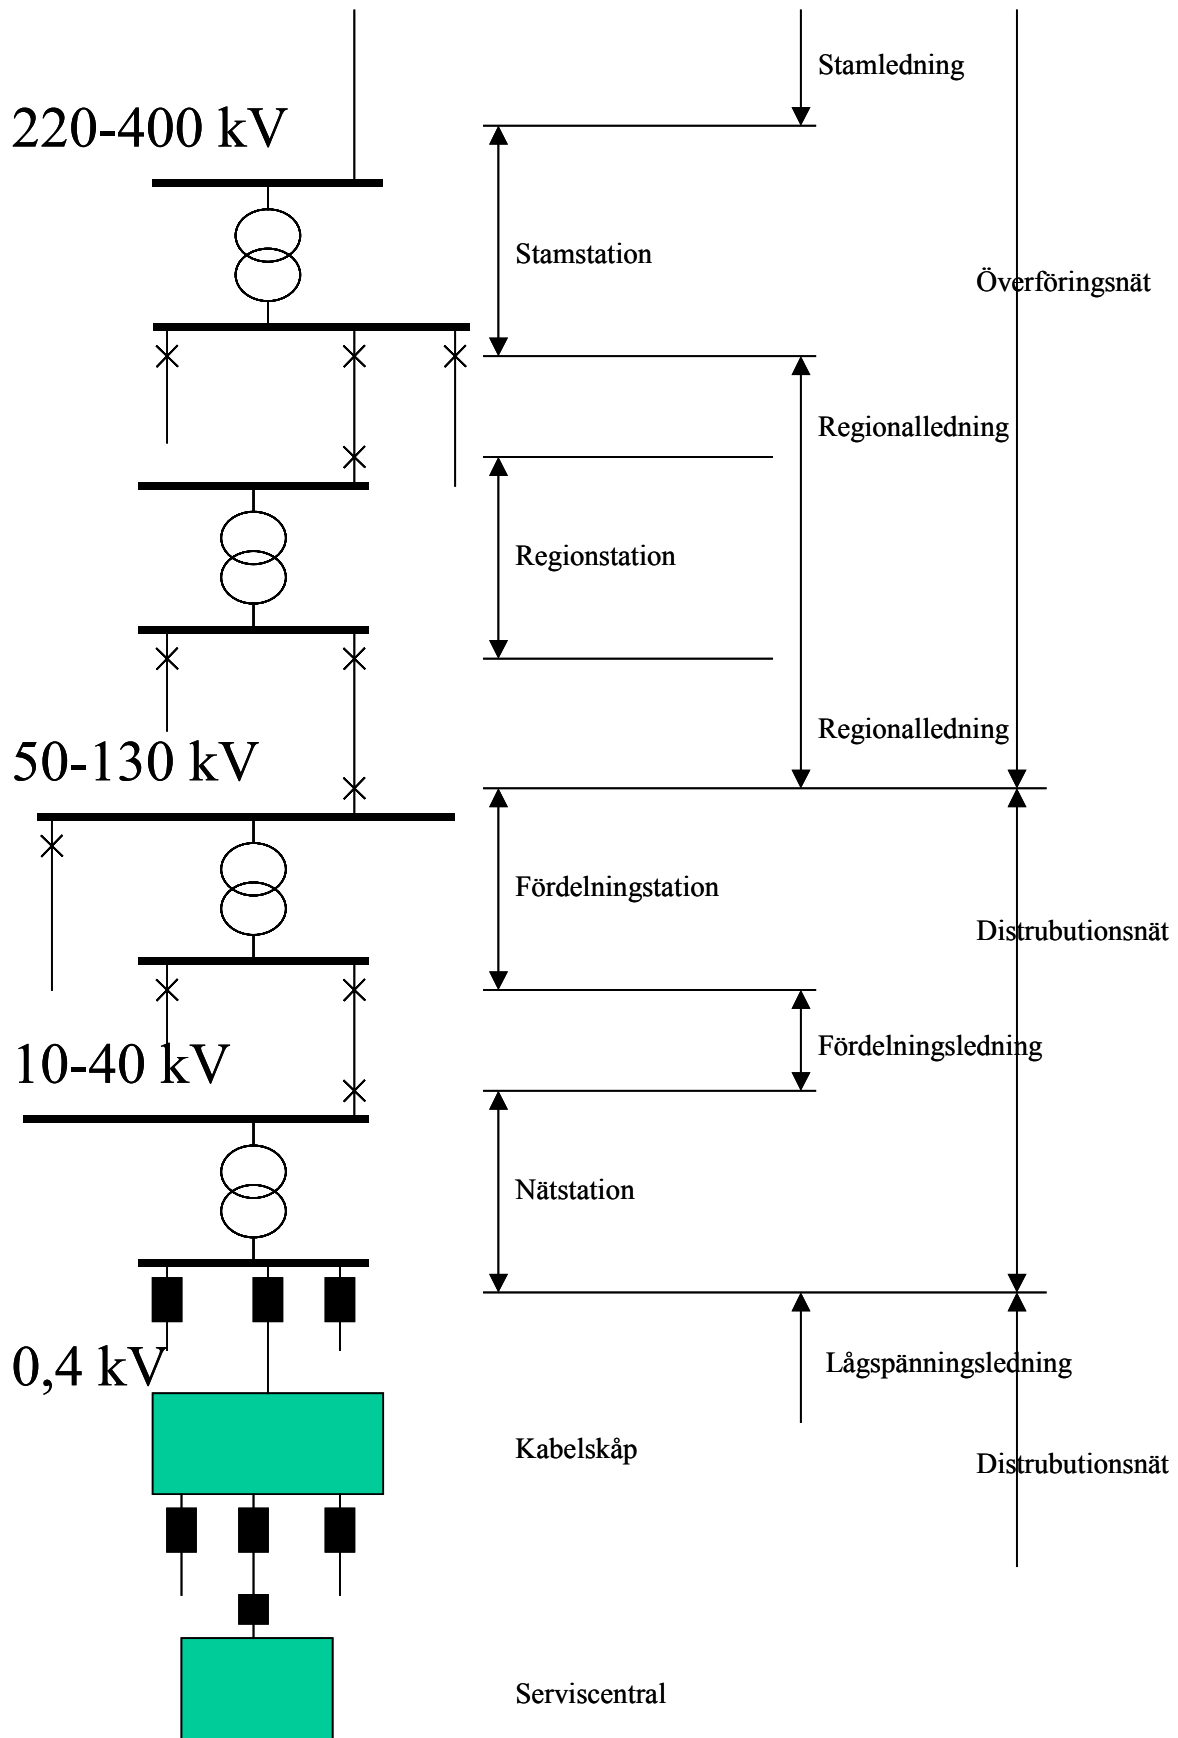 Stamledning
220-400 kV
Stamstation
Överföringsnät
Regionalledning
Regionstation
Regionalledning
50-130 kV
Fördelningstation
Distrubutionsnät
Fördelningsledning
10-40 kV
Nätstation
Lågspänningsledning
0,4 kV
Kabelskåp
Distrubutionsnät
Serviscentral